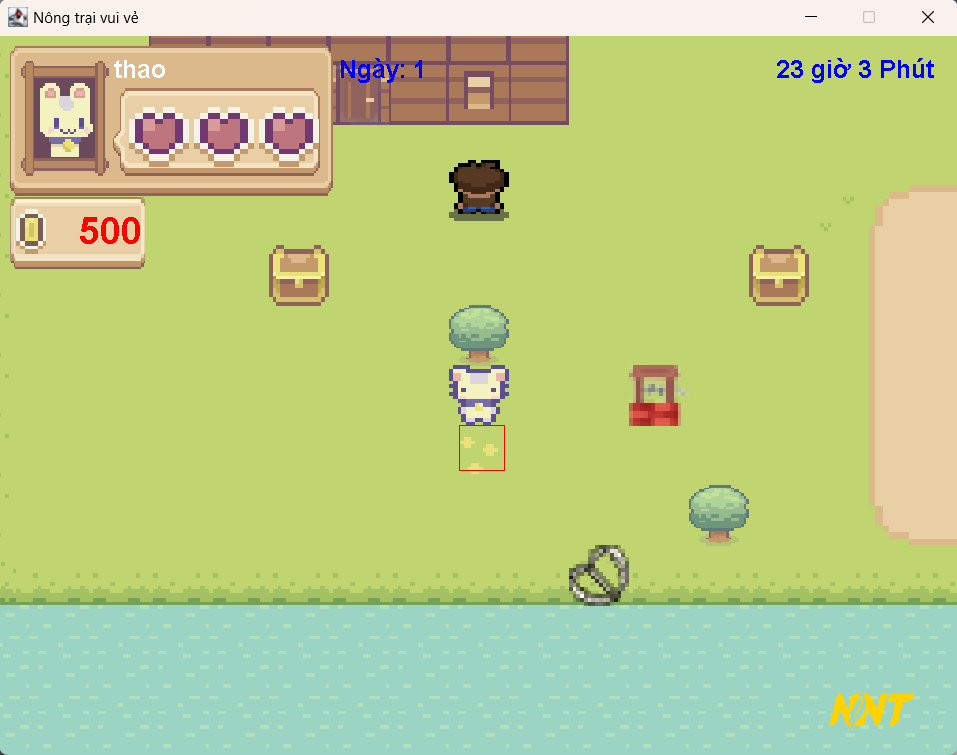 Nông trại vui vẻ
thao
Ngày: 1
23 giờ 3 Phút
500
NNT